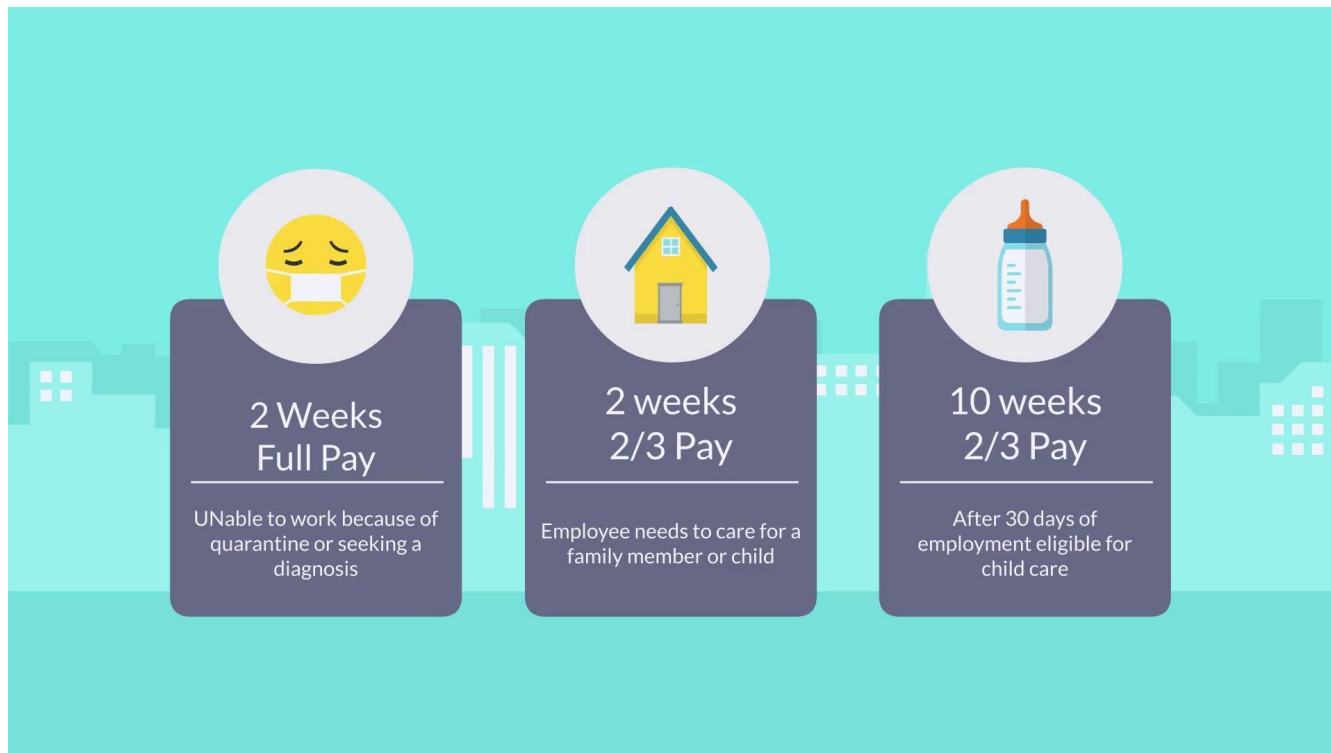 2 Weeks
Full Pay
UNable to work because of
quarantine or seeking a
diagnosis
2 weeks
2/3 Pay
Employee needs to care for a
family member or child
10 weeks
2/3 Pay
After 30 days of
employment eligible for
child care